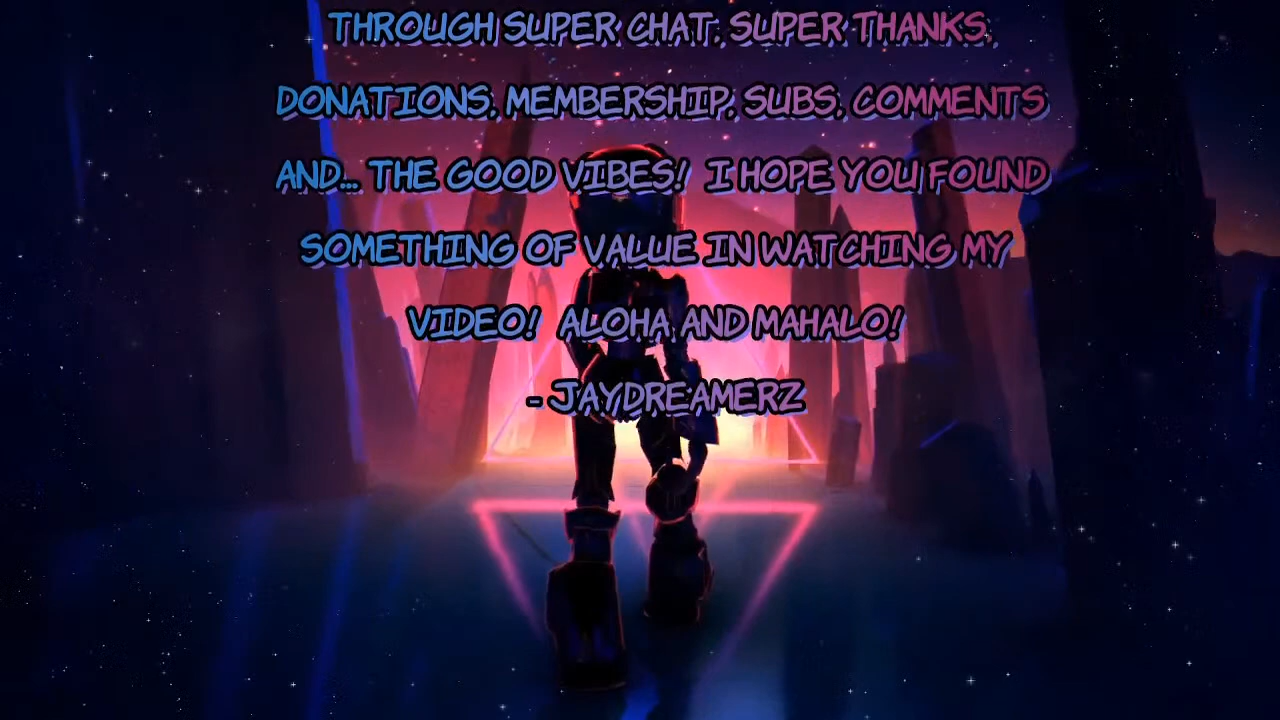 THROUGH SUPER CHAT, SUPER THANKS,
DONATIONS, MEMBERSHIP, SUBS, COMMENTS
AND... THE GOOD VIBES! I HOPE YOU FOUND
SOMETHING OF VALUE IN WATCHING MY
VIDEO! ALOHA AND MAHALO!
- JAYDREAMERZ